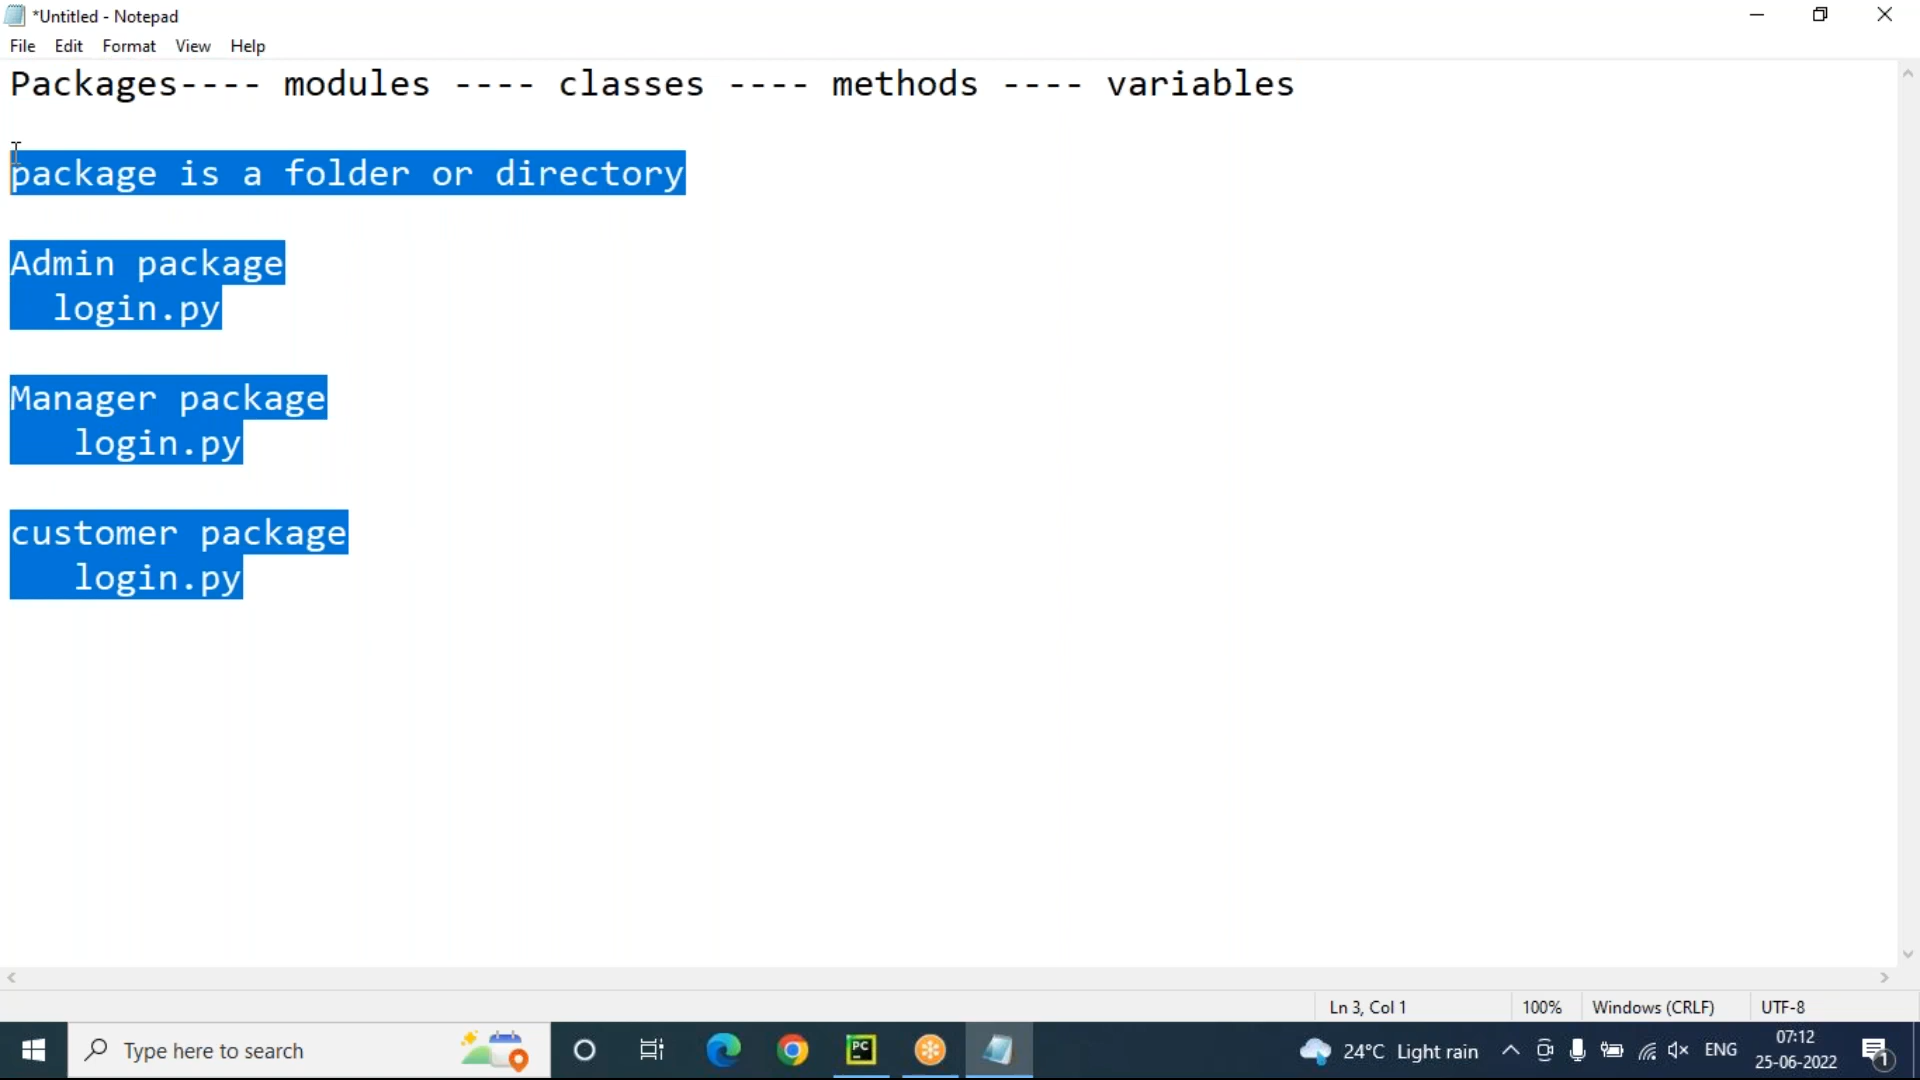 *Untitled - Notepad
File Edit Format View Help
Packages---- modules ---- classes ---- methods ---- variables
package is a folder or directory
Admin package
login.py
Manager package
login.py
customer package
login.py
Ln 3, Col 1 100% Windows (CRLF) UTF-8
Type here to search
PC
24°C Light rain
ENG
07:12
25-06-2022
1